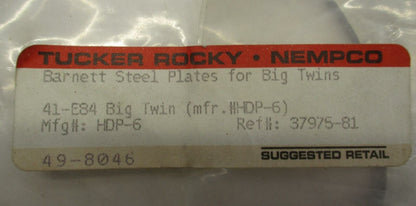 TUCKER ROCKY • NEMPCO
Barnett Steel Plates for Big Twins
41-E84 Big Twin (mfr.#HDP-6)
Mfg#: HDP-6 Ref#: 37975-81
49-8046
SUGGESTED RETAIL